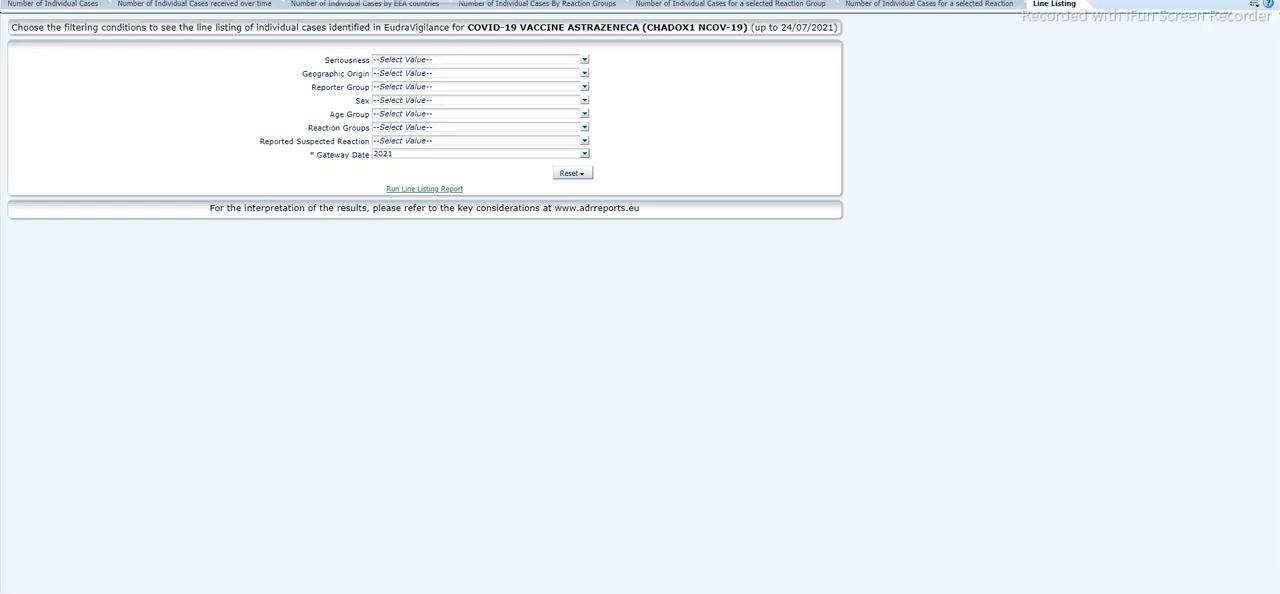 Number of Individual Cases Number of Individual Cases received over time Number of Individual Cases by EEA countries Number of Individual Cases By Reaction Groups Number of Individual Cases for a selected Reaction Group Number of Individual Cases for a selected Reaction Line Listing
Recorded with iFun Screen Recorder
Choose the filtering conditions to see the line listing of individual cases identified in EudraVigilance for COVID-19 VACCINE ASTRAZENECA (CHADOX1 NCOV-19) (up to 24/07/2021)
Seriousness --Select Value--
Geographic Origin --Select Value--
Reporter Group --Select Value--
Sex --Select Value--
Age Group --Select Value--
Reaction Groups --Select Value--
Reported Suspected Reaction --Select Value--
* Gateway Date 2021
Reset
Run Line Listing Report
For the interpretation of the results, please refer to the key considerations at www.adrreports.eu